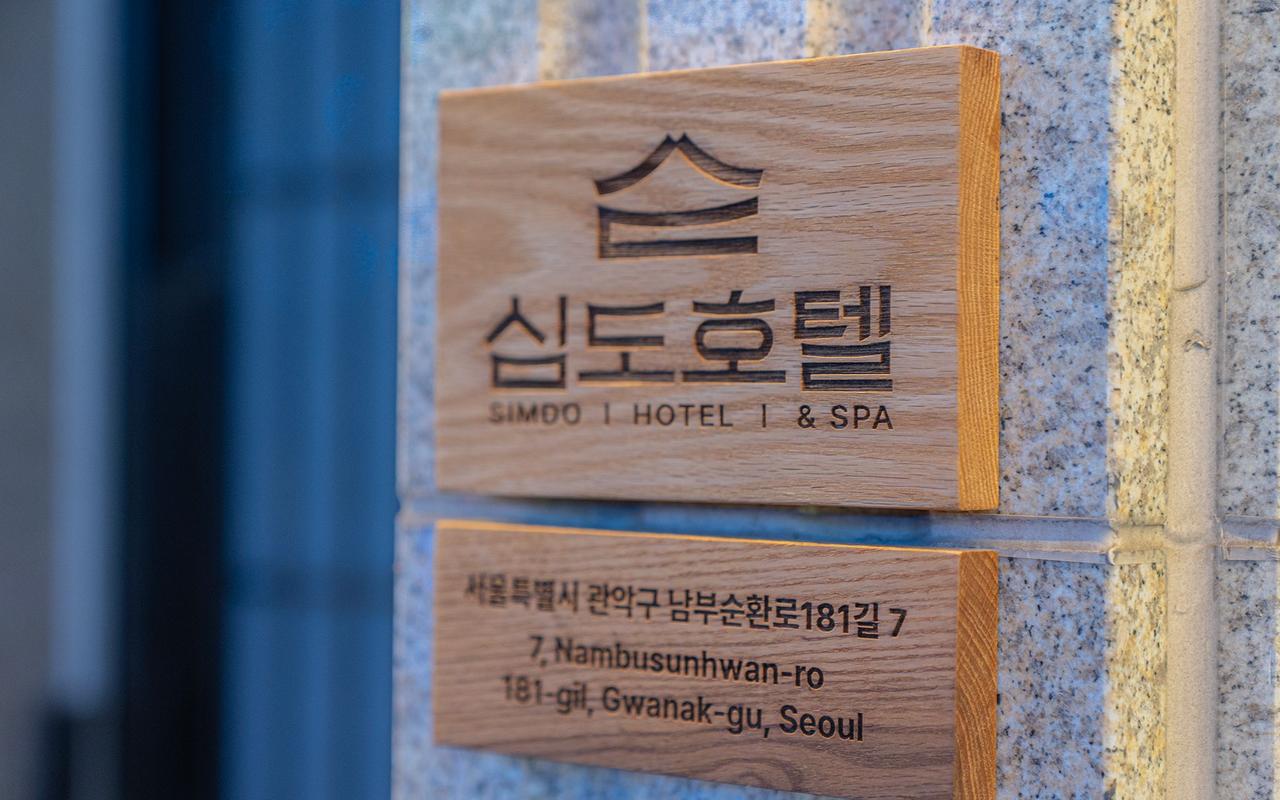 심도호텔
SIMDO | HOTEL | & SPA
서울특별시 관악구 남부순환로181길 7
7, Nambusunhwan-ro
181-gil, Gwanak-gu, Seoul